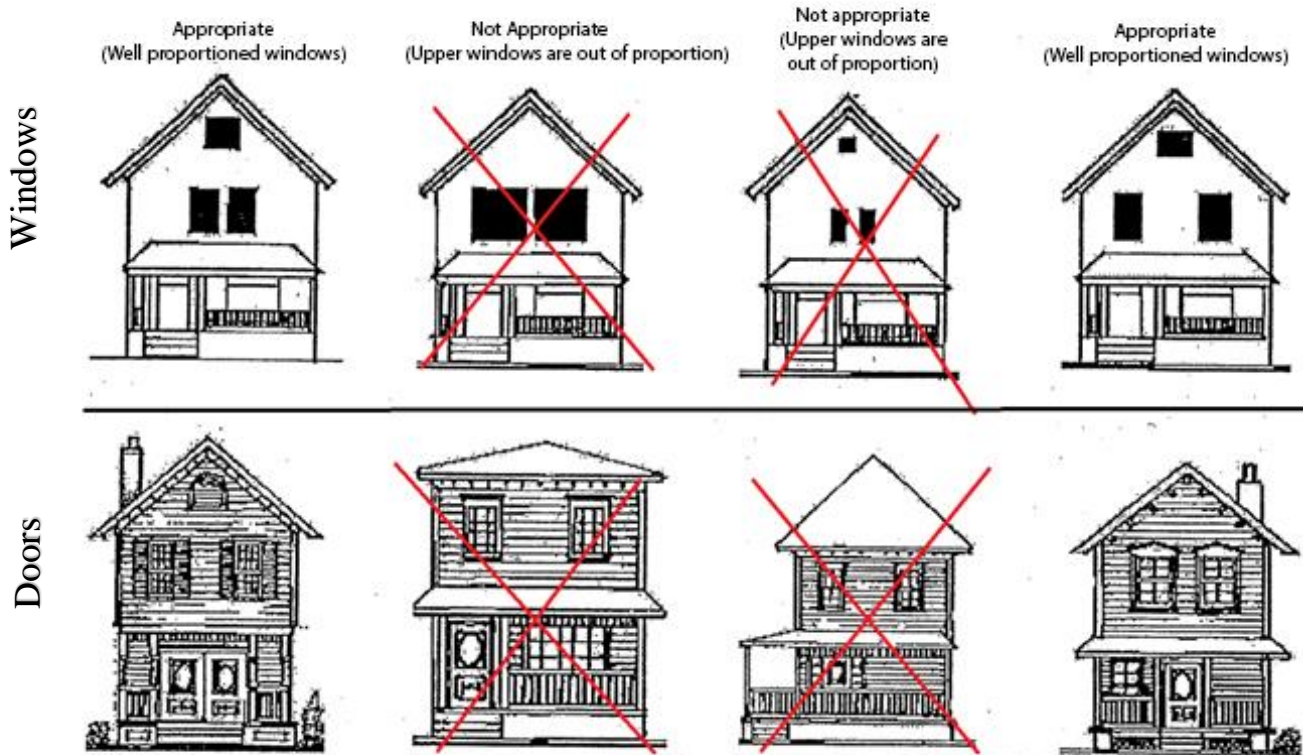 Windows
Appropriate
(Well proportioned windows)
Not Appropriate
(Upper windows are out of proportion)
Not appropriate
(Upper windows are
out of proportion)
Appropriate
(Well proportioned windows)
Doors